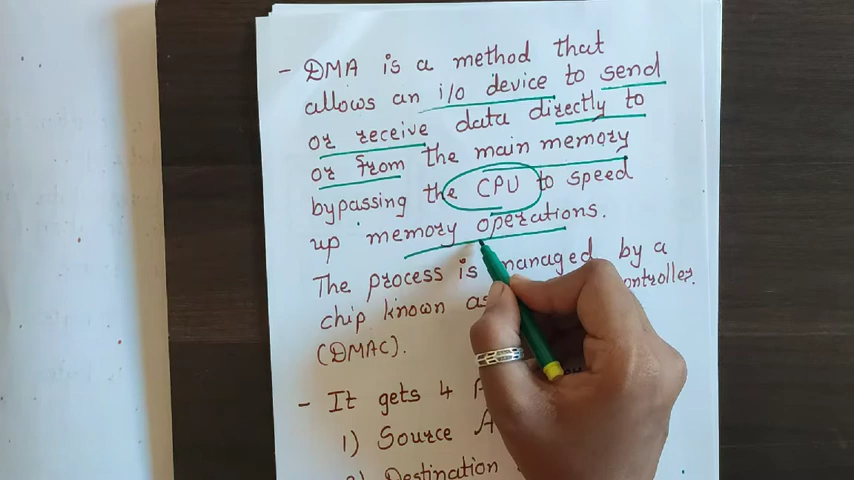 - DMA is a method that
allows an i/o device to send
or receive data directly to
or from the main memory
bypassing the CPU to speed
up memory operations.
The process is managed by a
chip known as ontroller.
(DMAC).
- It gets 4
1) Source A
Destination